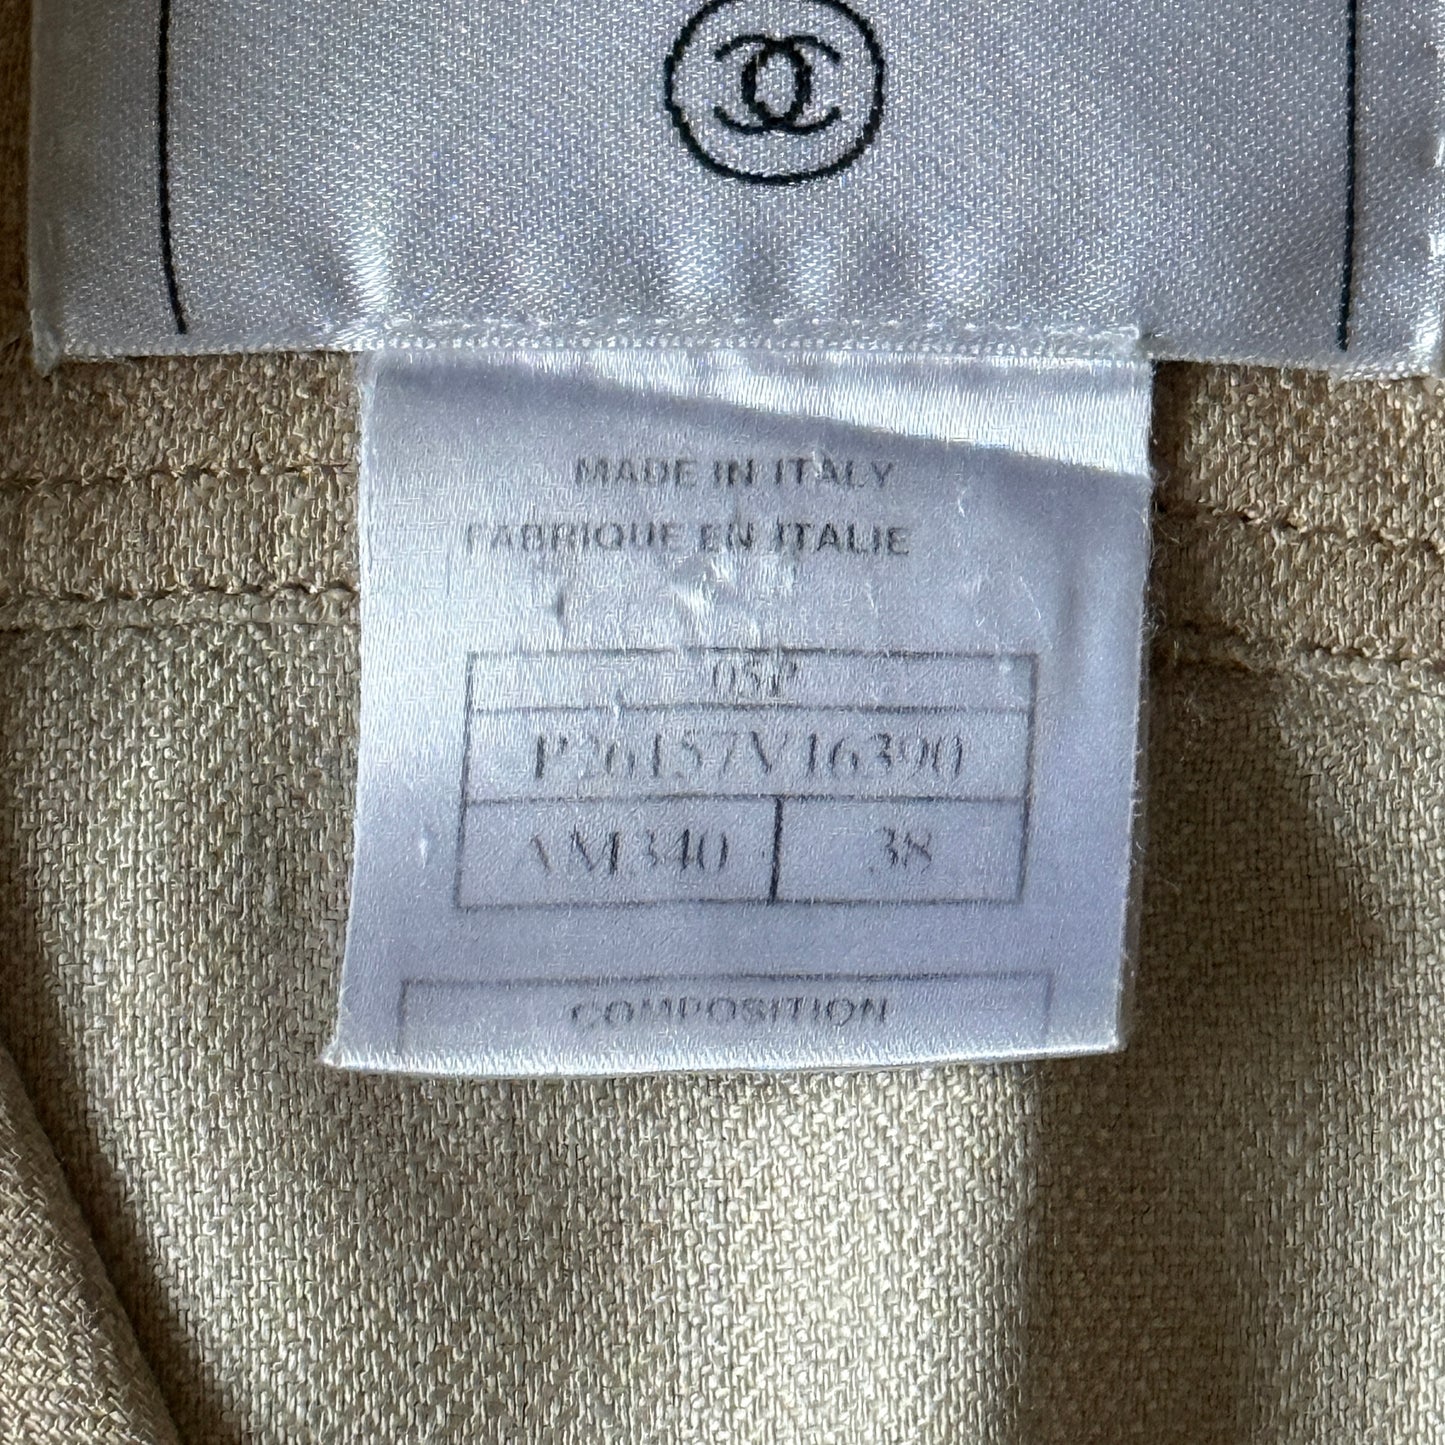 MADE IN ITALY
FABRIQUE EN ITALIE
05P
P26157V16390
AM340
38
COMPOSITION